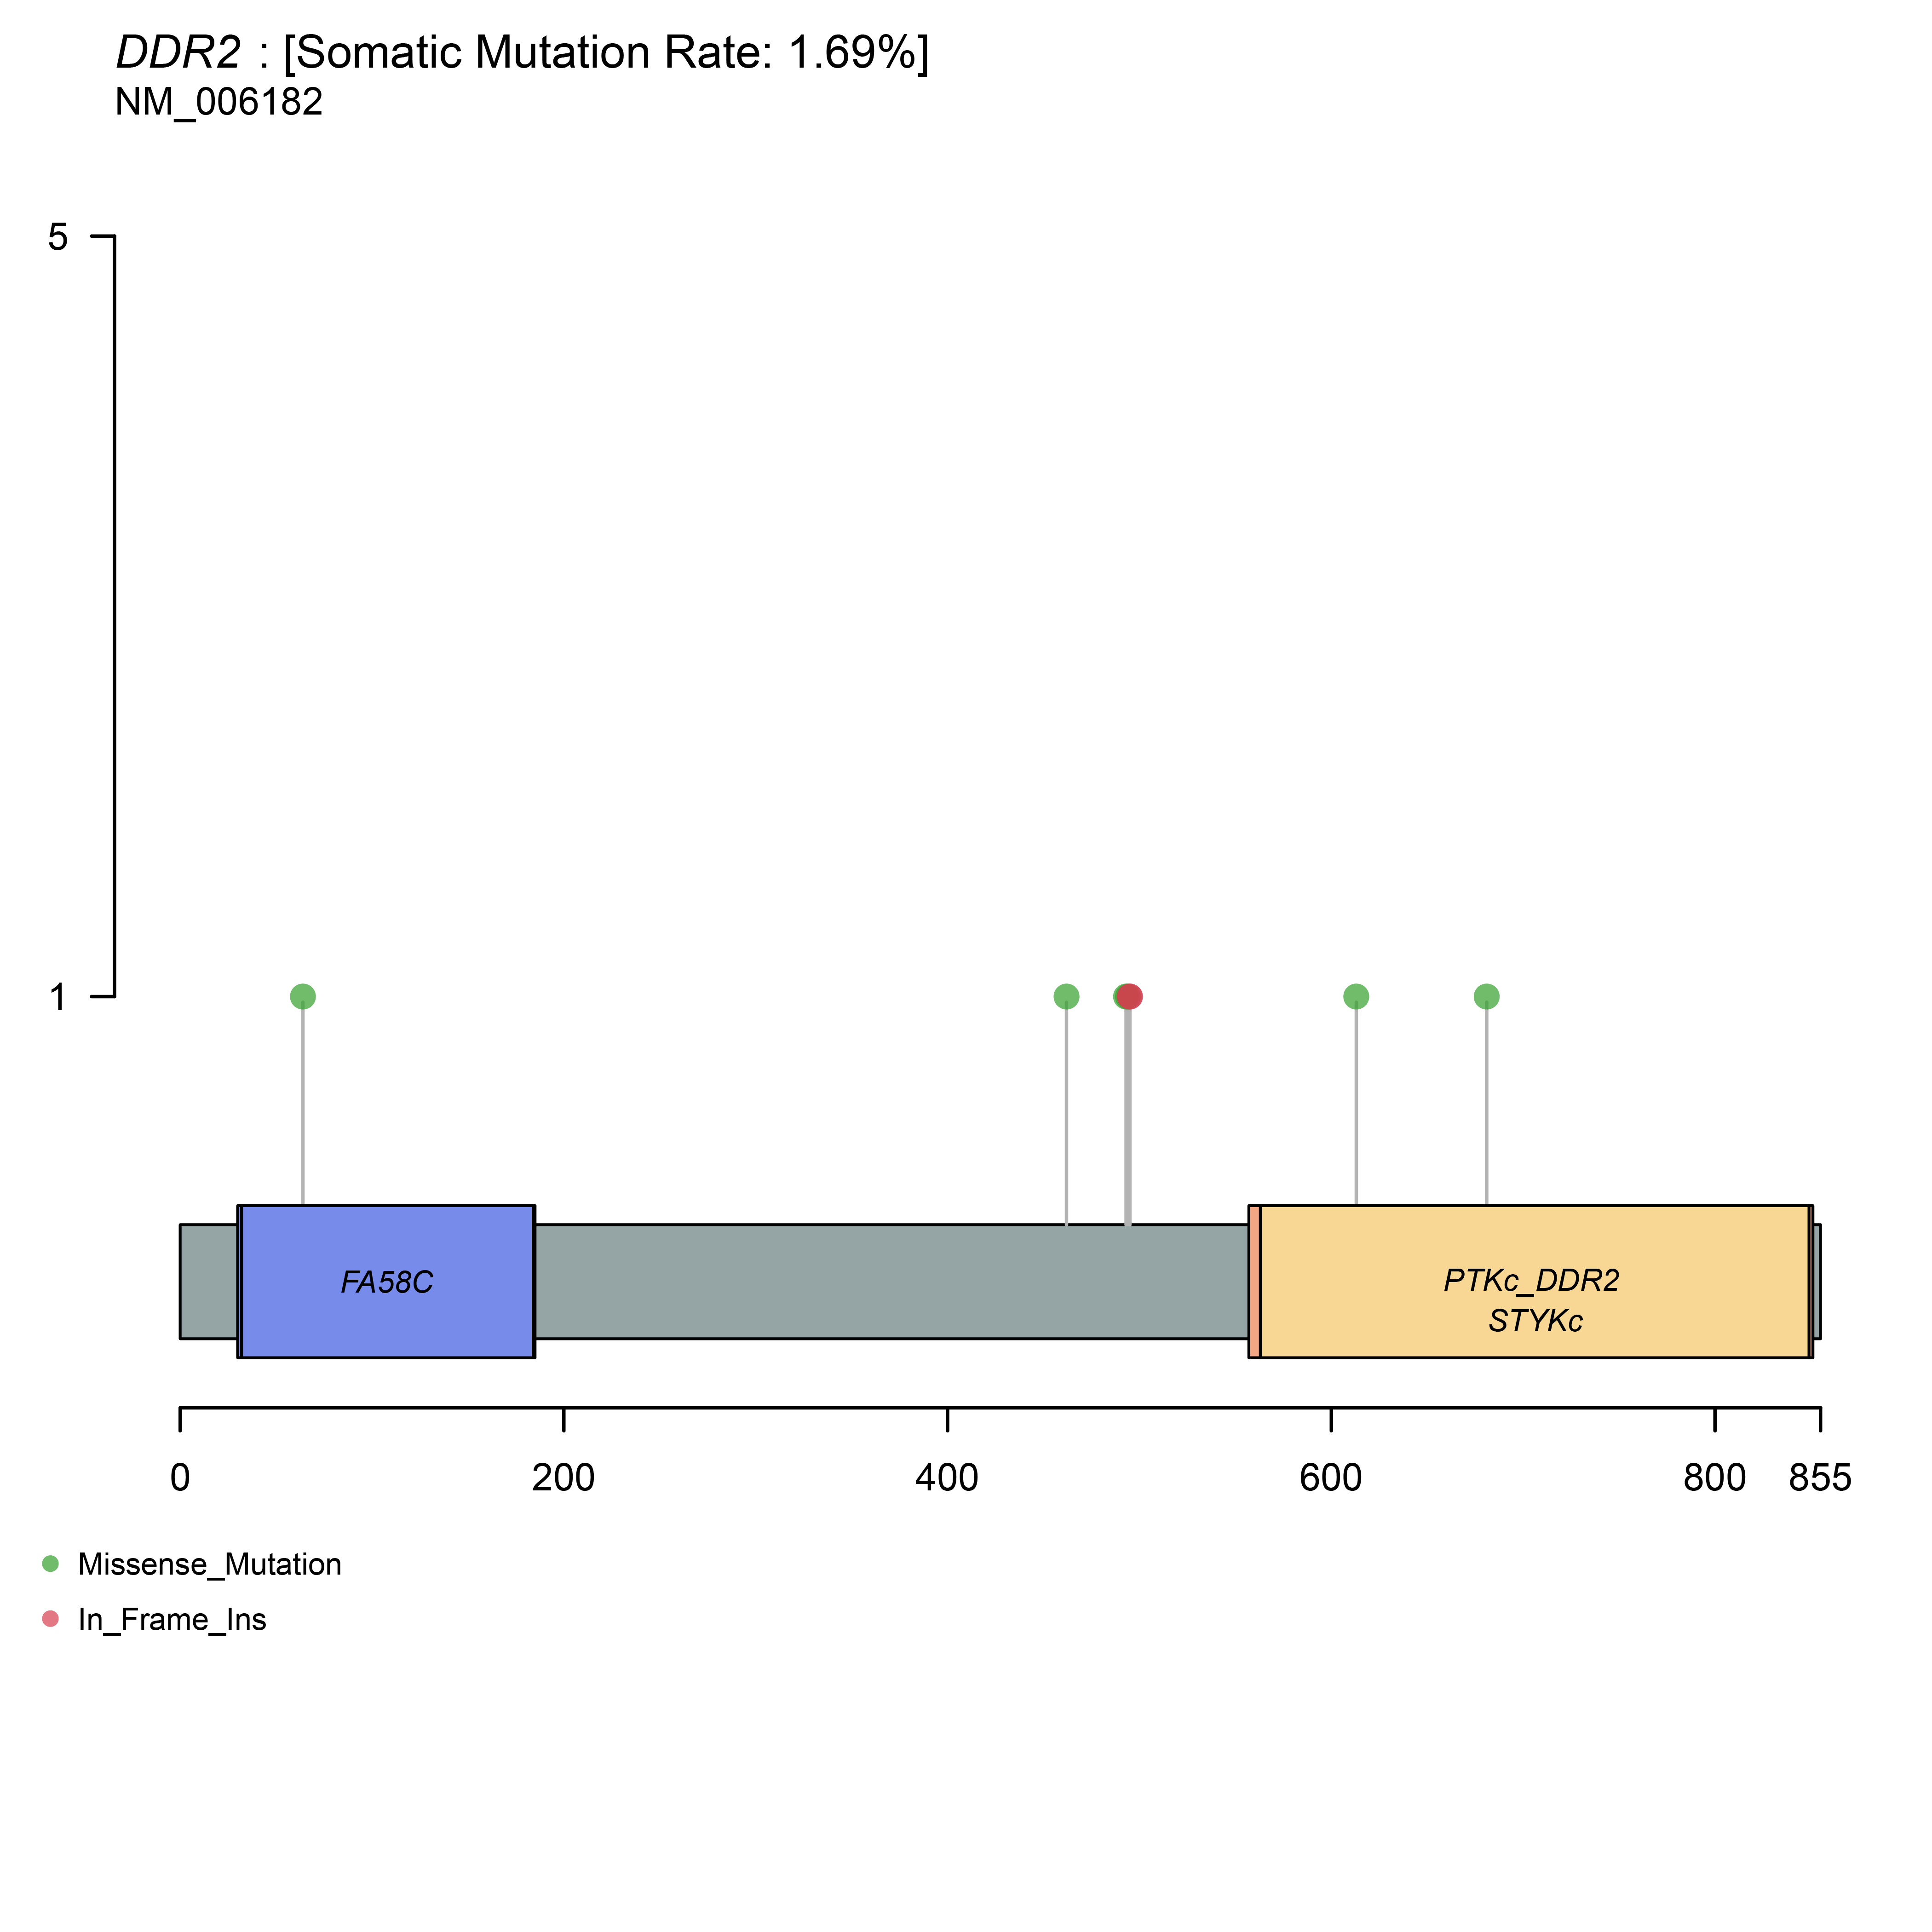 DDR2 : [Somatic Mutation Rate: 1.69%]
NM_006182
5
1
FA58C
PTKc_DDR2
STYKc
0 200 400 600 800 855
Missense_Mutation
In_Frame_Ins